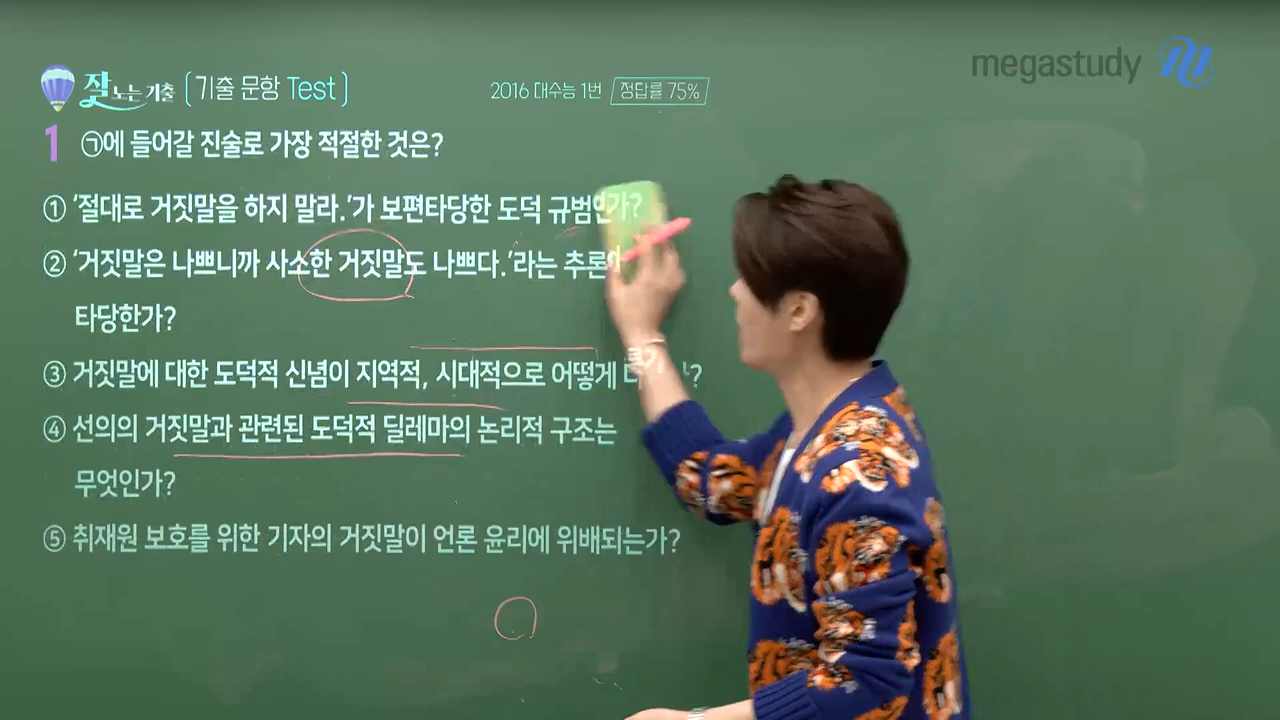 megastudy
잘 노는 기출 [기출 문항 Test]
2016 대수능 1번 정답률 75%
1 ㉠에 들어갈 진술로 가장 적절한 것은?
① '절대로 거짓말을 하지 말라.'가 보편타당한 도덕 규범인가?
② '거짓말은 나쁘니까 사소한 거짓말도 나쁘다.'라는 추론이
타당한가?
③ 거짓말에 대한 도덕적 신념이 지역적, 시대적으로 어떻게
④ 선의의 거짓말과 관련된 도덕적 딜레마의 논리적 구조는
무엇인가?
⑤ 취재원 보호를 위한 기자의 거짓말이 언론 윤리에 위배되는가?